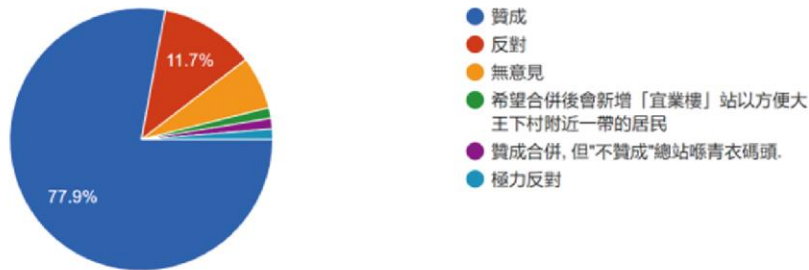 贊成
11.7%
反對
無意見
希望合併後會新增「宜業樓」站以方便大
王下村附近一帶的居民
贊成合併, 但"不贊成"總站喺青衣碼頭.
77.9%
極力反對